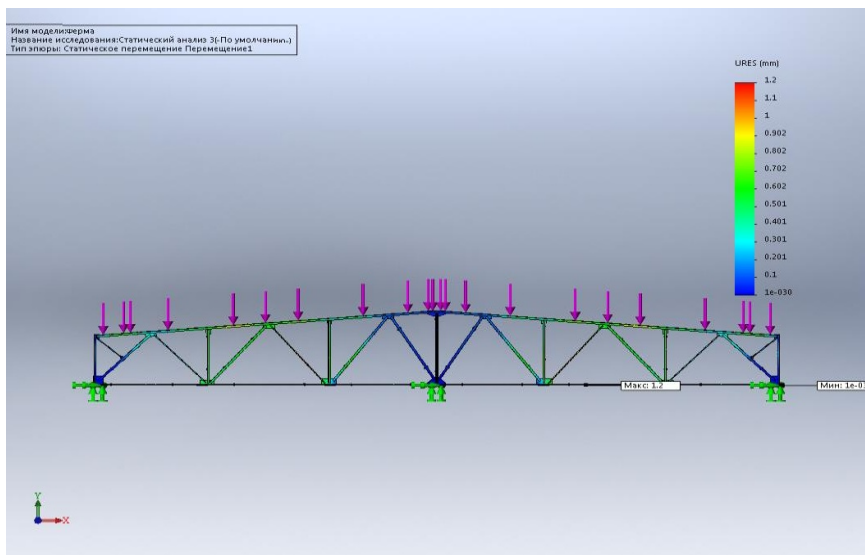 Имя модели:Ферма
Название исследования:Статический анализ 3(-По умолчанию-)
Тип эпюры: Статическое перемещение Перемещение1
URES (mm)
1.2
1.1
1
0.902
0.802
0.702
0.602
0.501
0.401
0.301
0.201
0.1
1e-030
Макс: 1.2
Мин: 1e-03
Y
X